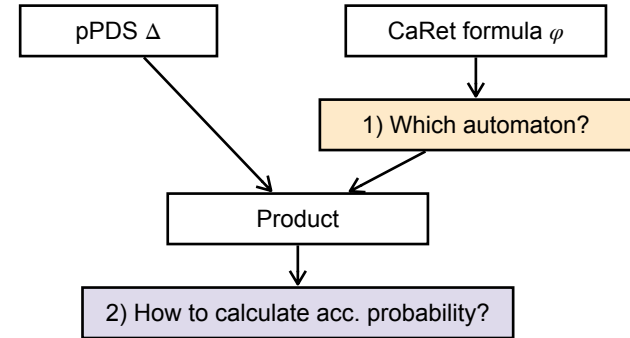 pPDS Δ
CaRet formula φ
1) Which automaton?
Product
2) How to calculate acc. probability?